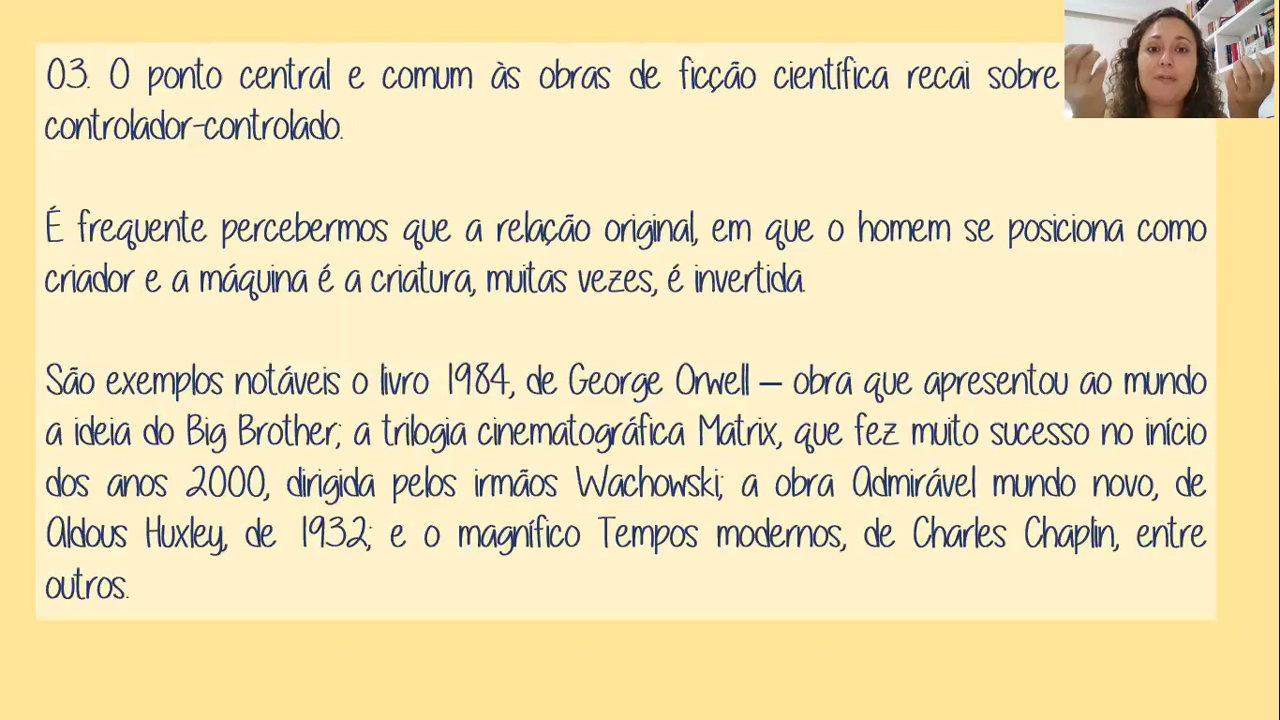 03. O ponto central e comum às obras de ficção científica recai sobre
controlador-controlado.
É frequente percebermos que a relação original, em que o homem se posiciona como
criador e a máquina é a criatura, muitas vezes, é invertida.
São exemplos notáveis o livro 1984, de George Orwell – obra que apresentou ao mundo
a ideia do Big Brother; a trilogia cinematográfica Matrix, que fez muito sucesso no início
dos anos 2000, dirigida pelos irmãos Wachowski; a obra Admirável mundo novo, de
Aldous Huxley, de 1932; e o magnífico Tempos modernos, de Charles Chaplin, entre
outros.